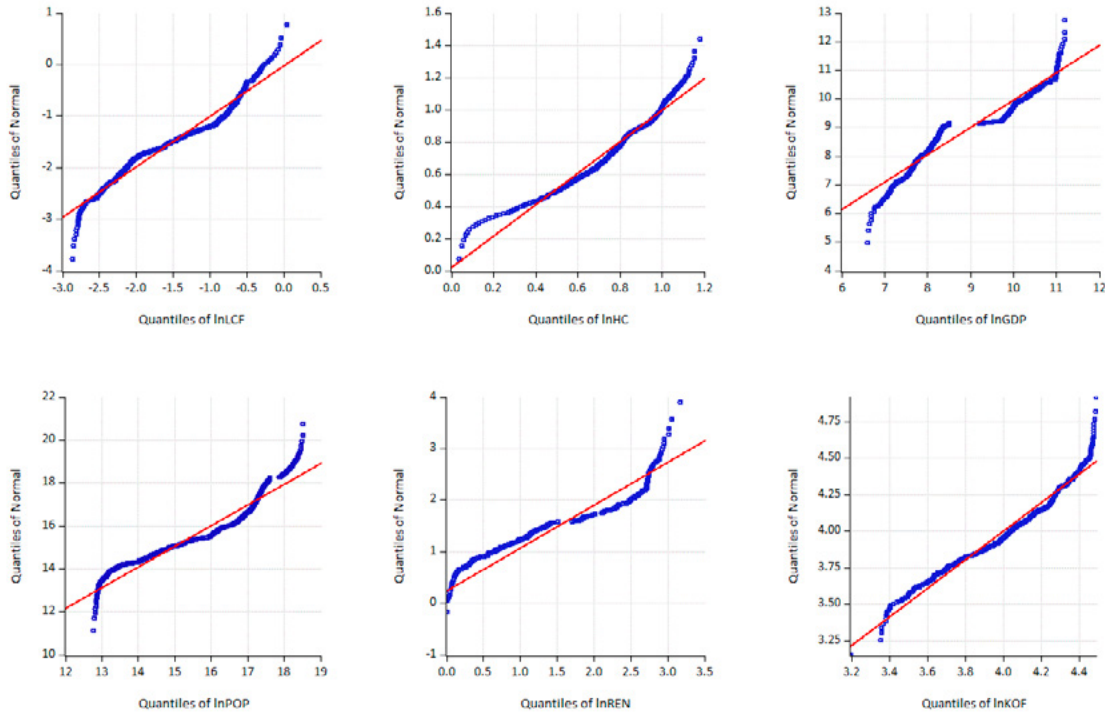 1
0
-1
-2
-3
-4
Quantiles of Normal
-3.0 -2.5 -2.0 -1.5 -1.0 -0.5 0.0 0.5
Quantiles of lnLCF
1.6
1.4
1.2
1.0
0.8
0.6
0.4
0.2
0.0
Quantiles of Normal
0.0 0.2 0.4 0.6 0.8 1.0 1.2
Quantiles of lnHC
13
12
11
10
9
8
7
6
5
4
Quantiles of Normal
6 7 8 9 10 11 12
Quantiles of lnGDP
22
20
18
16
14
12
10
Quantiles of Normal
12 13 14 15 16 17 18 19
Quantiles of lnPOP
4
3
2
1
0
-1
Quantiles of Normal
0.0 0.5 1.0 1.5 2.0 2.5 3.0 3.5
Quantiles of lnREN
4.75
4.50
4.25
4.00
3.75
3.50
3.25
Quantiles of Normal
3.2 3.4 3.6 3.8 4.0 4.2 4.4
Quantiles of lnKOF